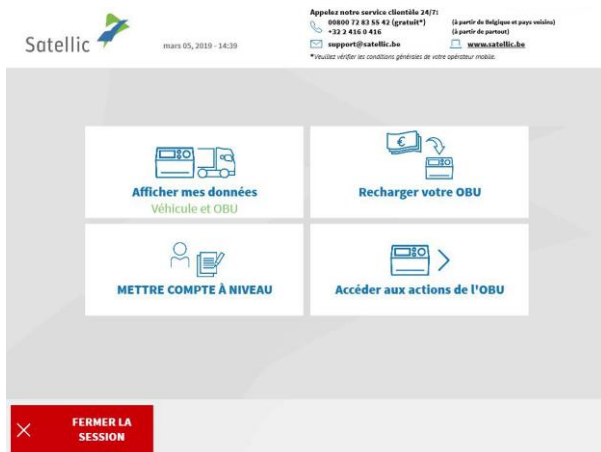 Satellic
mars 05, 2019 - 14:39
Appelez notre service clientèle 24/7:
00800 72 83 55 42 (gratuit*) (à partir de Belgique et pays voisins)
+32 2 416 0 416 (à partir de partout)
support@satellic.be www.satellic.be
*Veuillez vérifier les conditions générales de votre opérateur mobile.
Afficher mes données
Véhicule et OBU
Recharger votre OBU
METTRE COMPTE À NIVEAU
Accéder aux actions de l'OBU
FERMER LA
SESSION